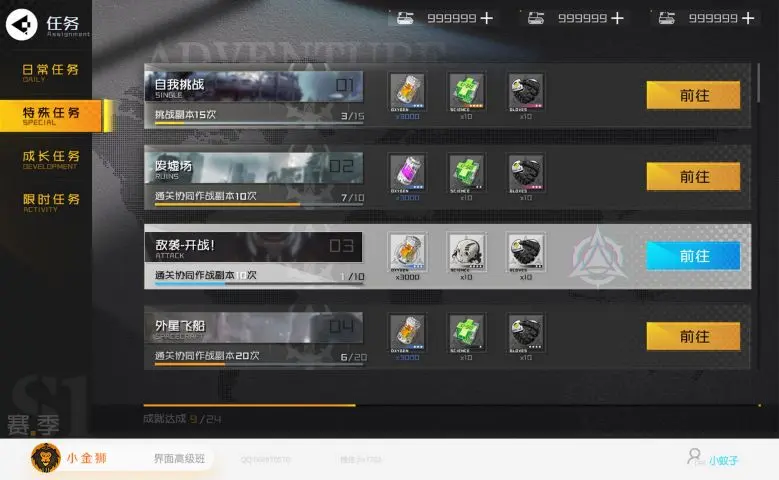 任务
Assignment
999999
999999
999999
日常任务
DAILY
特殊任务
SPECIAL
成长任务
DEVELOPMENT
限时任务
ACTIVITY
ADVENTURE
自我挑战
SINGLE
01
挑战副本15次
3/15
OXYGEN
x3000
SCIENCE
x10
GLOVES
x10
前往
废墟场
RUINS
02
通关协同作战副本10次
7/10
OXYGEN
x3000
SCIENCE
x10
GLOVES
x10
前往
敌袭-开战!
ATTACK
03
通关协同作战副本10次
1/10
OXYGEN
x3000
SCIENCE
x10
GLOVES
x10
前往
外星飞船
SPACECRAFT
04
通关协同作战副本20次
6/20
OXYGEN
x3000
SCIENCE
x10
GLOVES
x10
前往
S1
赛.季
成就达成 9/24
小金狮
界面高级班
小蚁子